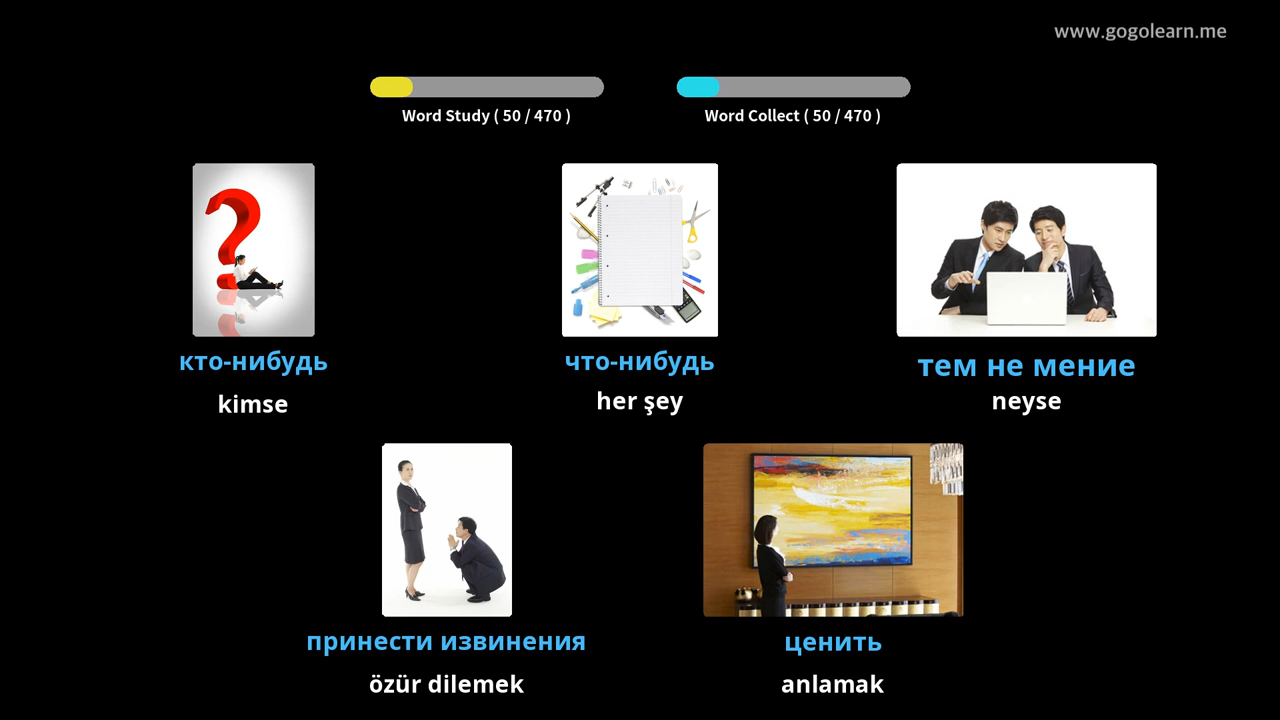 www.gogolearn.me
Word Study ( 50 / 470 )
Word Collect ( 50 / 470 )
кто-нибудь
kimse
что-нибудь
her şey
тем не мение
neyse
принести извинения
özür dilemek
ценить
anlamak